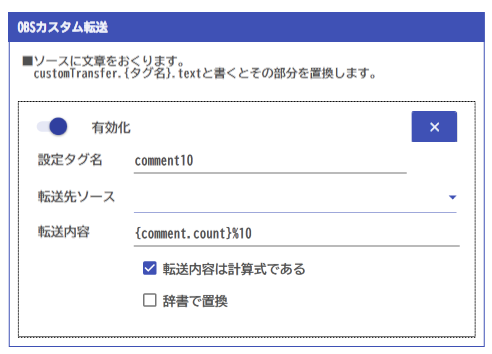 OBSカスタム転送
■ソースに文章をおくります。
customTransfer.{タグ名}.textと書くとその部分を置換します。
有効化
×
設定タグ名 comment10
転送先ソース
転送内容 {comment.count}%10
転送内容は計算式である
辞書で置換